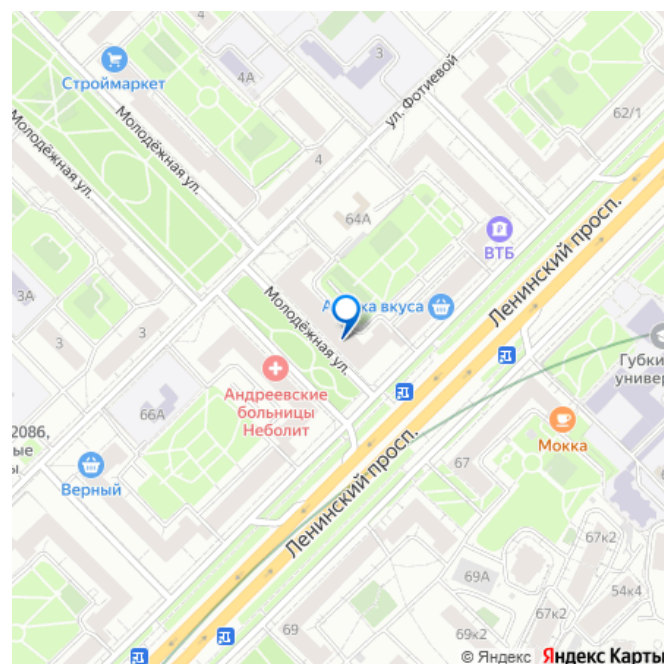 Строймаркет
4А
3
ул. Фотиевой
62/1
Молодёжная ул.
Молодёжная ул.
4
64А
ВТБ
Ленинский просп.
3А
3
3
Молодёжная ул.
ка вкуса
Губки
универ
Андреевские
больницы
Неболит
66А
2086,
ые
ы
Верный
Мокка
67
Ленинский просп.
67к2
69А
54к4
67к2
69
69к2
© Яндекс Яндекс Карты